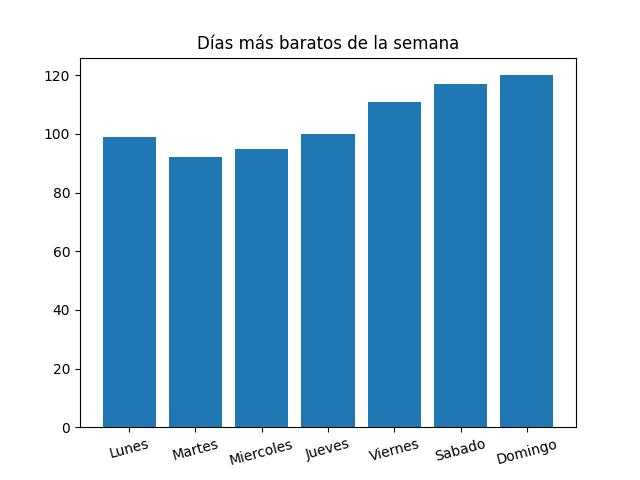 Días más baratos de la semana
120
100
80
60
40
20
0
Lunes
Martes
Miercoles
Jueves
Viernes
Sabado
Domingo